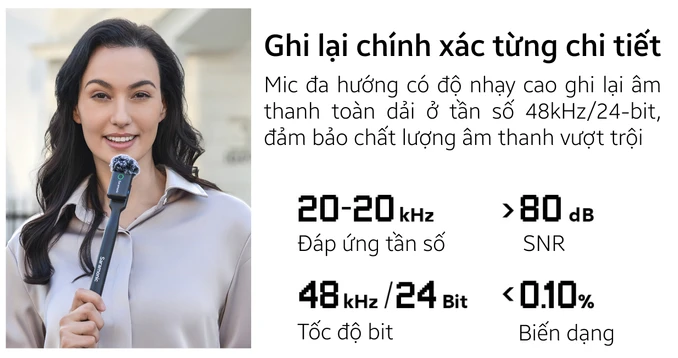 Ghi lại chính xác từng chi tiết
Mic đa hướng có độ nhạy cao ghi lại âm
thanh toàn dải ở tần số 48kHz/24-bit,
đảm bảo chất lượng âm thanh vượt trội
20-20 kHz
Đáp ứng tần số
>80 dB
SNR
48 kHz /24 Bit
Tốc độ bit
<0.10%
Biến dạng
Saramonic